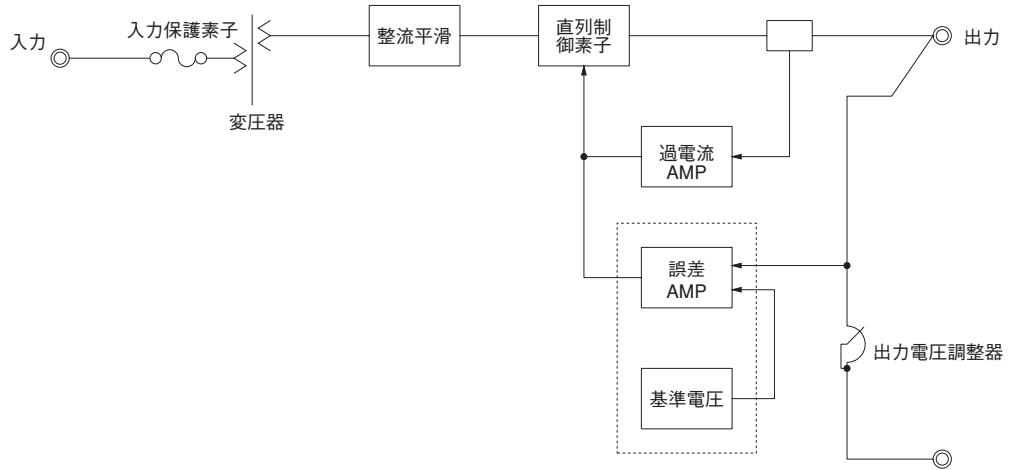 入力
入力保護素子
変圧器
整流平滑
直列制
御素子
出力
過電流
AMP
誤差
AMP
基準電圧
出力電圧調整器